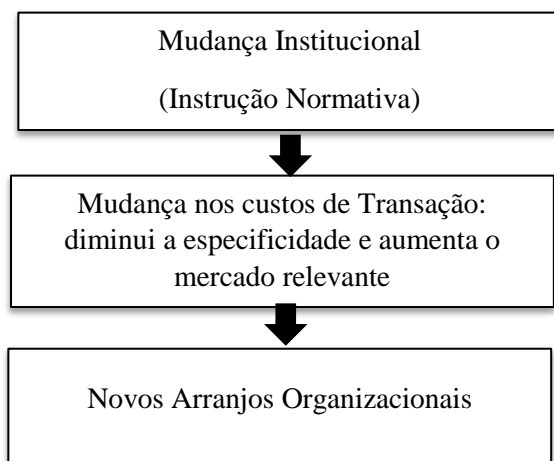 Mudança Institucional
(Instrução Normativa)
Mudança nos custos de Transação:
diminui a especificidade e aumenta o
mercado relevante
Novos Arranjos Organizacionais